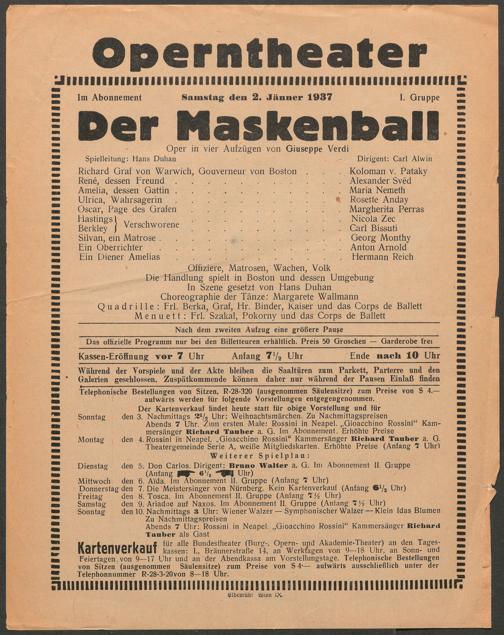 Operntheater
Im Abonnement Samstag den 2. Jänner 1937 I. Gruppe
Der Maskenball
Oper in vier Aufzügen von Giuseppe Verdi
Spielleitung: Hans Duhan Dirigent: Carl Alwin
Richard Graf von Warwich, Gouverneur von Boston . . . Koloman v. Pataky
René, dessen Freund . . . Alexander Svéd
Amelia, dessen Gattin . . . Maria Nemeth
Ulrica, Wahrsagerin . . . Rosette Anday
Oscar, Page des Grafen . . . Margherita Perras
Hastings } Verschworene . . . Nicola Zec
Berkley } . . . Carl Bissuti
Silvan, ein Matrose . . . Georg Monthy
Ein Oberrichter . . . Anton Arnold
Ein Diener Amelias . . . Hermann Reich
Offiziere, Matrosen, Wachen, Volk
Die Handlung spielt in Boston und dessen Umgebung
In Szene gesetzt von Hans Duhan
Choreographie der Tänze: Margarete Wallmann
Quadrille: Frl. Berka, Graf, Hr. Binder, Kaiser und das Corps de Ballett
Menuett: Frl. Szakal, Pokorny und das Corps de Ballett
Nach dem zweiten Aufzug eine größere Pause
Das offizielle Programm nur bei den Billetteuren erhältlich. Preis 50 Groschen — Garderobe frei
Kassen-Eröffnung vor 7 Uhr Anfang 7½ Uhr Ende nach 10 Uhr
Während der Vorspiele und der Akte bleiben die Saaltüren zum Parkett, Parterre und den
Galerien geschlossen, Zuspätkommende können daher nur während der Pausen Einlaß finden
Telephonische Bestellungen von Sitzen, R-28-320 (ausgenommen Säulensitze) zum Preise von S 4.—
aufwärts werden für folgende Vorstellungen entgegengenommen.
Der Kartenverkauf findet heute statt für obige Vorstellung und für
Sonntag den 3. Nachmittags 2½ Uhr: Weihnachtsmärchen. Zu Nachmittagspreisen
Abends 7 Uhr. Zum ersten Male: Rossini in Neapel. „Gioacchino Rossini" Kam-
mersänger Richard Tauber a. G. Im Abonnement. Erhöhte Preise
Montag den 4. Rossini in Neapel. „Gioacchino Rossini" Kammersänger Richard Tauber a. G.
Theatergemeinde Serie A, weiße Mitgliedskarten. Erhöhte Preise (Anfang 7 Uhr)
Weiterer Spielplan:
Dienstag den 5. Don Carlos. Dirigent: Bruno Walter a. G. Im Abonnement II. Gruppe
(Anfang 6½ Uhr)
Mittwoch den 6. Aida. Im Abonnement II. Gruppe (Anfang 7 Uhr)
Donnerstag den 7. Die Meistersinger von Nürnberg. Kein Kartenverkauf (Anfang 6½ Uhr)
Freitag den 8. Tosca. Im Abonnement II. Gruppe (Anfang 7½ Uhr)
Samstag den 9. Ariadne auf Naxos. Im Abonnement II. Gruppe (Anfang 7½ Uhr)
Sonntag den 10. Nachmittags 3 Uhr: Wiener Walzer — Symphonischer Walzer — Klein Idas Blumen
Zu Nachmittagspreisen
Abends 7 Uhr: Rossini in Neapel. „Gioacchino Rossini" Kammersänger Richard
Tauber als Gast
Kartenverkauf für alle Bundestheater (Burg-, Opern- und Akademie-Theater) an den Tages-
kassen: I., Bräunerstraße 14, an Werktagen von 9—18 Uhr, an Sonn- und
Feiertagen von 9—17 Uhr und an der Abendkassa am Vorstellungstage. Telephonische Bestellungen
von Sitzen (ausgenommen Säulensitze) zum Preise von S 4·— aufwärts ausschließlich unter der
Telephonnummer R-28-3-20 von 8—18 Uhr.
Elbemühl Wien IX.